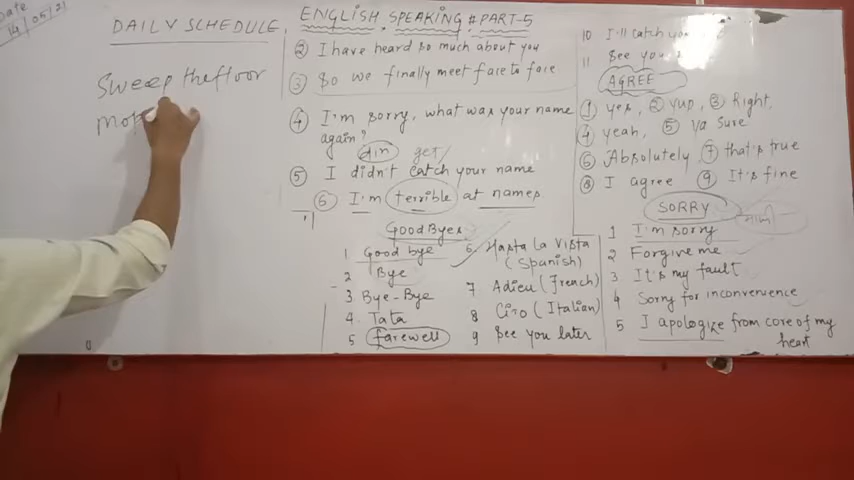 Date
14/05/21
DAILY SCHEDULE,
ENGLISH SPEAKING # PART-5
Sweep the floor
Mop
② I have heard so much about you
③ So we finally meet face to face
④ I'm sorry, what was your name
again?
din get
⑤ I didn't catch your name
⑥ I'm terrible at names
GoodByes
1 Good bye
2 Bye
3 Bye-Bye
4. Tata
5 farewell
6. Hasta La Vista
(Spanish)
7 Adieu (French)
8 Ciro (Italian)
9 See you later
10 I'll catch you
11 See you
AGREE
① yes, ② yup, ③ Right,
④ yeah, ⑤ ya sure
⑥ Absolutely ⑦ that's true
⑧ I agree ⑨ It's fine
SORRY
1 I'm sorry
2 Forgive me
3 It's my fault
4 Sorry for inconvenience
5 I apologize from core of my
heart